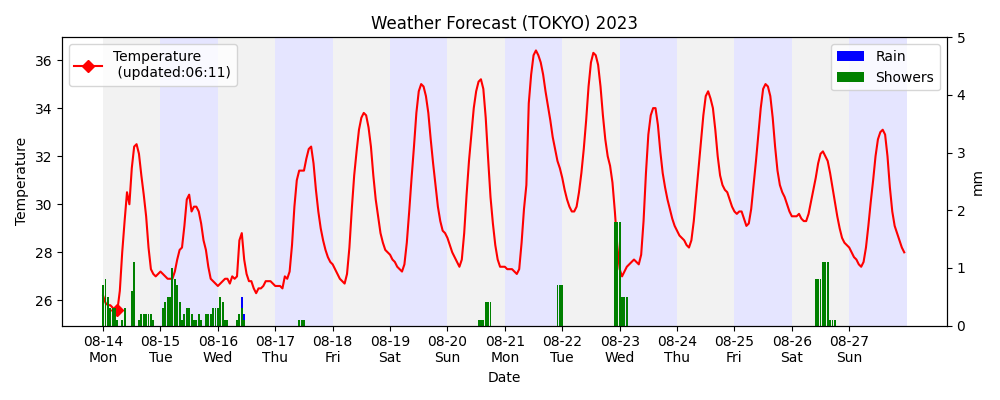 Weather Forecast (TOKYO) 2023
Temperature
(updated:06:11)
Rain
Showers
36
34
32
30
28
26
Temperature
5
4
3
2
1
0
mm
08-14 08-15 08-16 08-17 08-18 08-19 08-20 08-21 08-22 08-23 08-24 08-25 08-26 08-27
Mon Tue Wed Thu Fri Sat Sun Mon Tue Wed Thu Fri Sat Sun
Date